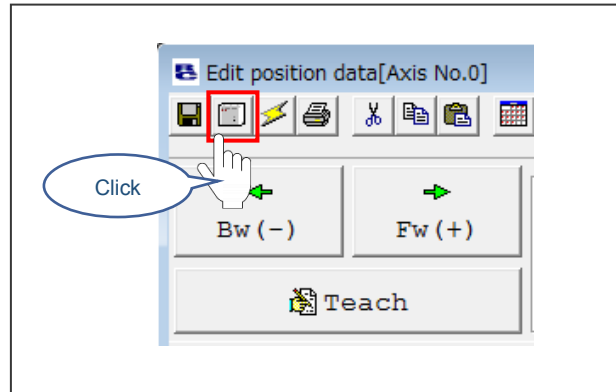 Edit position data[Axis No.0]
Click
Bw(-)
Fw(+)
Teach